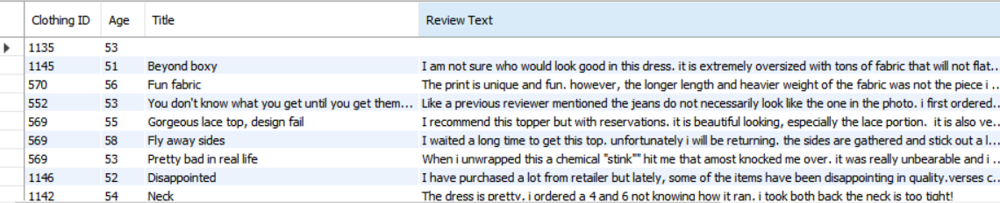 Clothing ID Age Title Review Text
1135 53
1145 51 Beyond boxy I am not sure who would look good in this dress. it is extremely oversized with tons of fabric that will not flat...
570 56 Fun fabric The print is unique and fun. however, the longer length and heavier weight of the fabric was not the piece i ...
552 53 You don't know what you get until you get them... Like a previous reviewer mentioned the jeans do not necessarily look like the one in the photo. i first ordered...
569 55 Gorgeous lace top, design fail I recommend this topper but with reservations. it is beautiful looking, especially the lace portion. it is also ve...
569 58 Fly away sides I waited a long time to get this top. unfortunately i will be returning. the sides are gathered and stick out a l...
569 53 Pretty bad in real life When i unwrapped this a chemical "stink"" hit me that amost knocked me over. it was really unbearable and i ...
1146 52 Disappointed I have purchased a lot from retailer but lately, some of the items have been disappointing in quality.verses c...
1142 54 Neck The dress is pretty. i ordered a 4 and 6 not knowing how it ran. i took both back the neck is too tight!